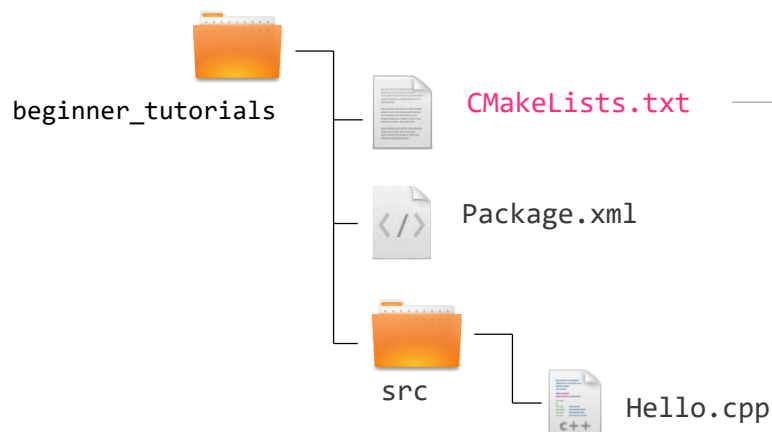 beginner_tutorials
CMakeLists.txt
</>
Package.xml
src
Hello.cpp
c++